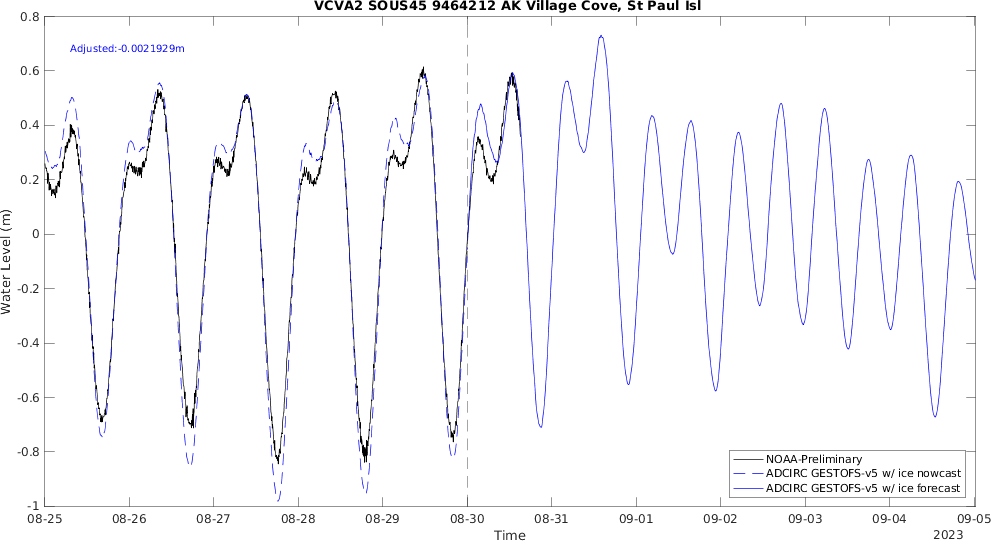 VCVA2 SOUS45 9464212 AK Village Cove, St Paul Isl
Adjusted:-0.0021929m
0.8
0.6
0.4
0.2
0
-0.2
-0.4
-0.6
-0.8
-1
Water Level (m)
NOAA-Preliminary
ADCIRC GESTOFS-v5 w/ ice nowcast
ADCIRC GESTOFS-v5 w/ ice forecast
08-25 08-26 08-27 08-28 08-29 08-30 08-31 09-01 09-02 09-03 09-04 09-05
Time
2023